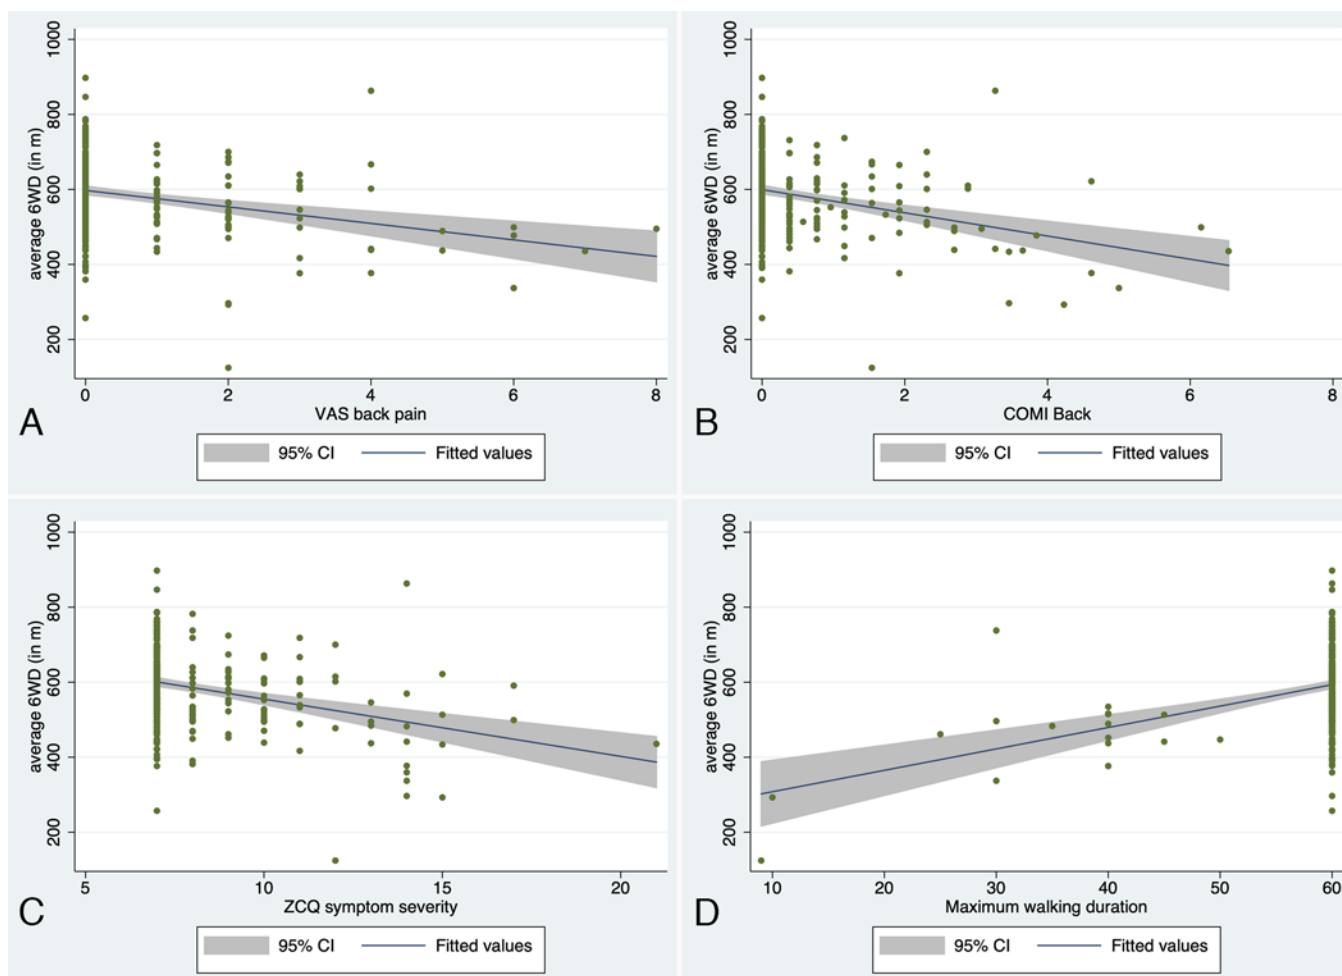 1000
800
600
400
200
average 6WD (in m)
0 2 4 6 8
VAS back pain
A
95% CI Fitted values
1000
800
600
400
200
average 6WD (in m)
0 2 4 6 8
COMI Back
B
95% CI Fitted values
1000
800
600
400
200
average 6WD (in m)
5 10 15 20
ZCQ symptom severity
C
95% CI Fitted values
1000
800
600
400
200
average 6WD (in m)
10 20 30 40 50 60
Maximum walking duration
D
95% CI Fitted values